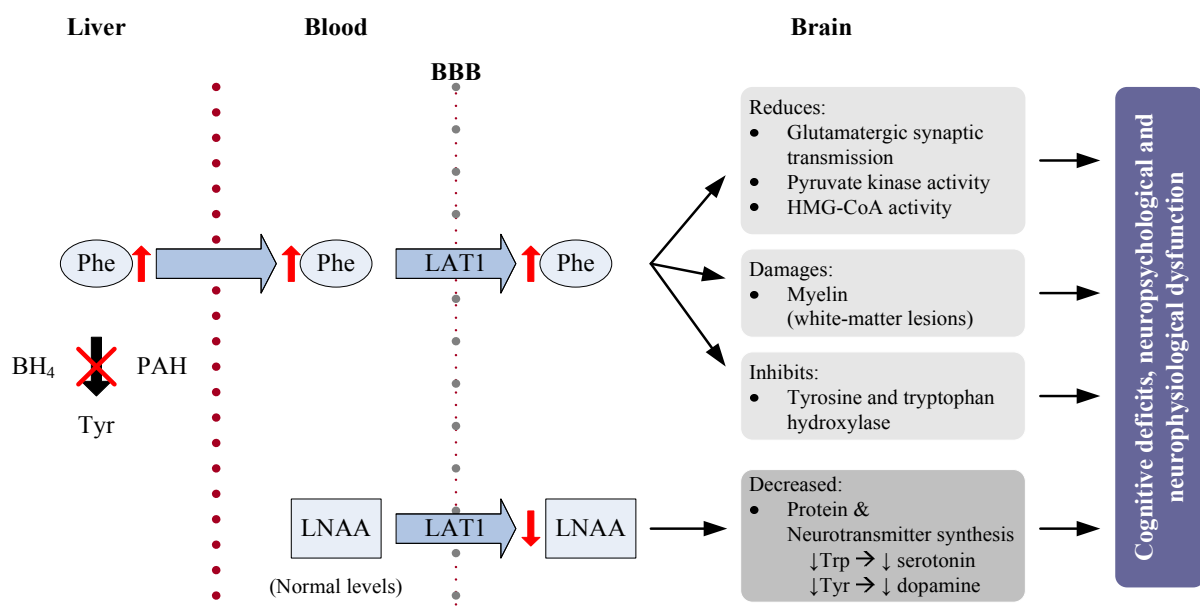 Liver
Blood
Brain
BBB
Reduces:
● Glutamatergic synaptic
transmission
● Pyruvate kinase activity
● HMG-CoA activity
Phe
Phe
LAT1
Phe
Damages:
● Myelin
(white-matter lesions)
BH₄
PAH
Tyr
Inhibits:
● Tyrosine and tryptophan
hydroxylase
LNAA
LAT1
LNAA
(Normal levels)
Decreased:
● Protein &
Neurotransmitter synthesis
↓Trp → ↓ serotonin
↓Tyr → ↓ dopamine
Cognitive deficits, neuropsychological and
neurophysiological dysfunction